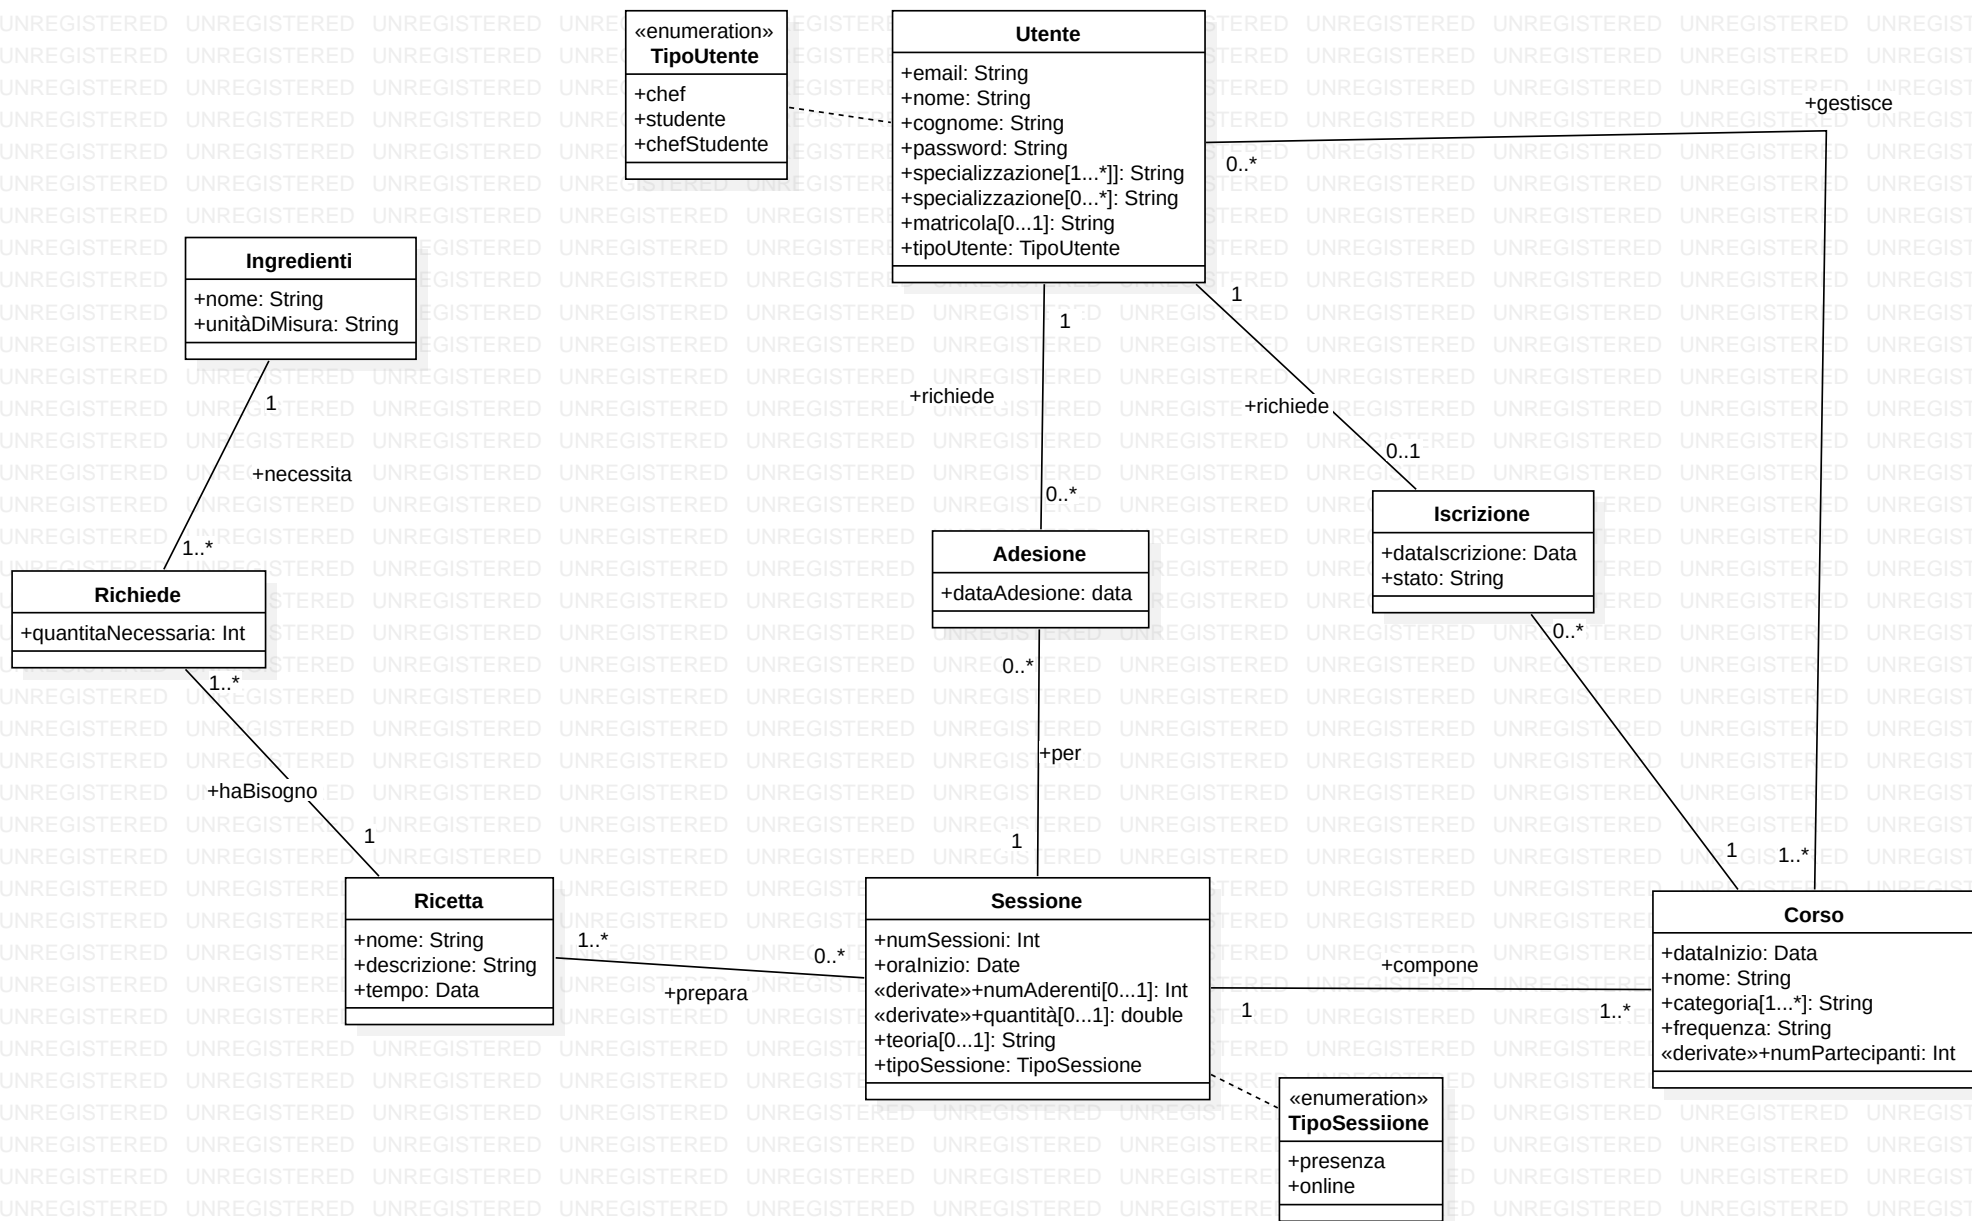 «enumeration»
TipoUtente
+chef
+studente
+chefStudente
Utente
+email: String
+nome: String
+cognome: String
+password: String
+specializzazione[1...*]]: String
+specializzazione[0...*]: String
+matricola[0...1]: String
+tipoUtente: TipoUtente
+gestisce
0..*
Ingredienti
+nome: String
+unitàDiMisura: String
1
1
+richiede
+richiede
1
+necessita
0..1
0..*
1..*
Iscrizione
+dataIscrizione: Data
+stato: String
Adesione
+dataAdesione: data
Richiede
+quantitaNecessaria: Int
0..*
0..*
1..*
+per
+haBisogno
1
1
1
1..*
Ricetta
+nome: String
+descrizione: String
+tempo: Data
1..*
0..*
+prepara
Sessione
+numSessioni: Int
+oraInizio: Date
«derivate»+numAderenti[0...1]: Int
«derivate»+quantità[0...1]: double
+teoria[0...1]: String
+tipoSessione: TipoSessione
+compone
1
1..*
Corso
+dataInizio: Data
+nome: String
+categoria[1...*]: String
+frequenza: String
«derivate»+numPartecipanti: Int
«enumeration»
TipoSessiione
+presenza
+online
UNREGISTERED